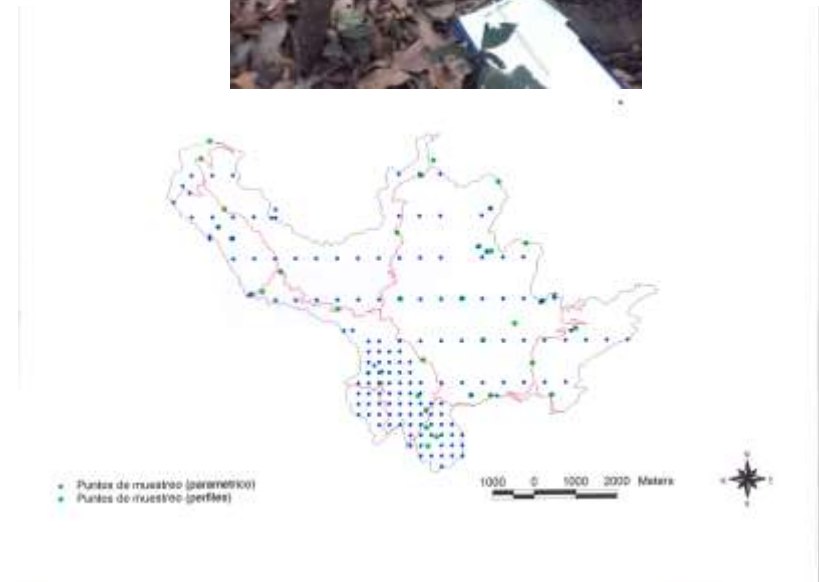 Puntos de muestreo (parametrico)
Puntos de muestreo (perfiles)
1000 0 1000 2000 Meters